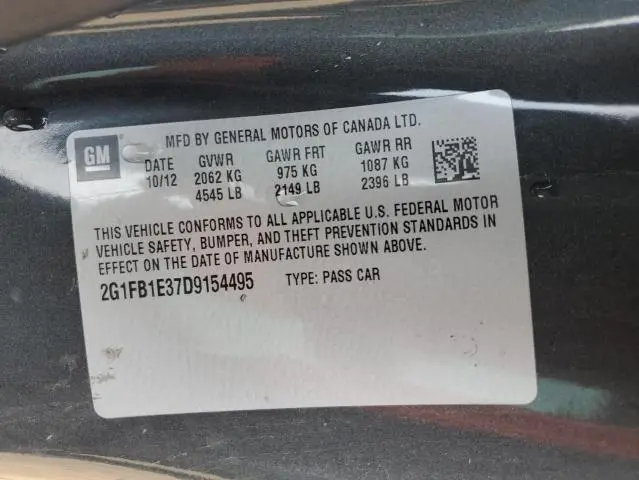 GM
MFD BY GENERAL MOTORS OF CANADA LTD.
DATE GVWR GAWR FRT GAWR RR
10/12 2062 KG 975 KG 1087 KG
4545 LB 2149 LB 2396 LB
THIS VEHICLE CONFORMS TO ALL APPLICABLE U.S. FEDERAL MOTOR
VEHICLE SAFETY, BUMPER, AND THEFT PREVENTION STANDARDS IN
EFFECT ON THE DATE OF MANUFACTURE SHOWN ABOVE.
2G1FB1E37D9154495 TYPE: PASS CAR